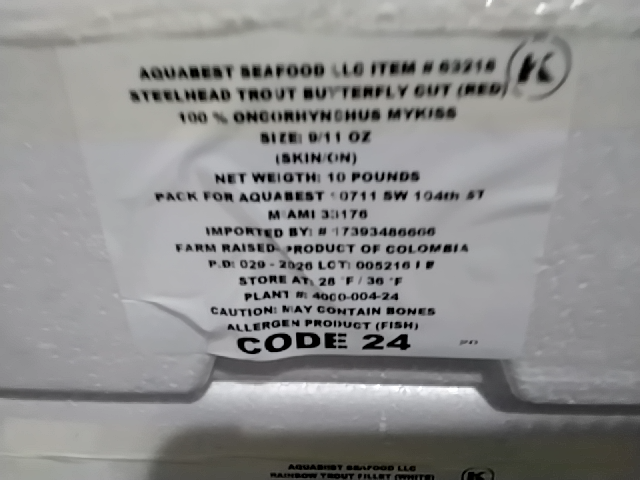 AQUABEST SEAFOOD LLC ITEM # 63216
K
STEELHEAD TROUT BUTTERFLY CUT (RED)
100 % ONCORHYNCHUS MYKISS
SIZE: 9/11 OZ
(SKIN/ON)
NET WEIGTH: 10 POUNDS
PACK FOR AQUABEST 10711 SW 104th ST
MIAMI 33176
IMPORTED BY: # 17393486666
FARM RAISED- PRODUCT OF COLOMBIA
P.D: 029 - 2026 LOT: 005216
STORE AT: 28 °F / 36 °F
PLANT #: 4000-004-24
CAUTION: MAY CONTAIN BONES
ALLERGEN PRODUCT (FISH)
CODE 24
AQUABEST SEAFOOD LLC
RAINBOW TROUT FILLET (WHITE)
K